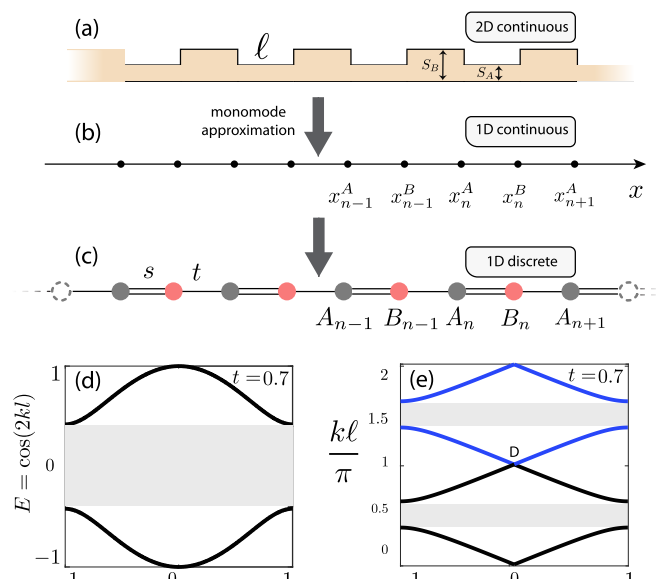 (a)
2D continuous
ℓ
S_B
S_A
monomode
approximation
(b)
1D continuous
x^A_{n−1} x^B_{n−1} x^A_n x^B_n x^A_{n+1}
x
(c)
s t
1D discrete
A_{n−1} B_{n−1} A_n B_n A_{n+1}
(d)
t=0.7
E = cos(2kl)
1
0
−1
-1 0 1
(e)
t=0.7
kℓ/π
2
1.5
1
0.5
0
D
-1 0 1